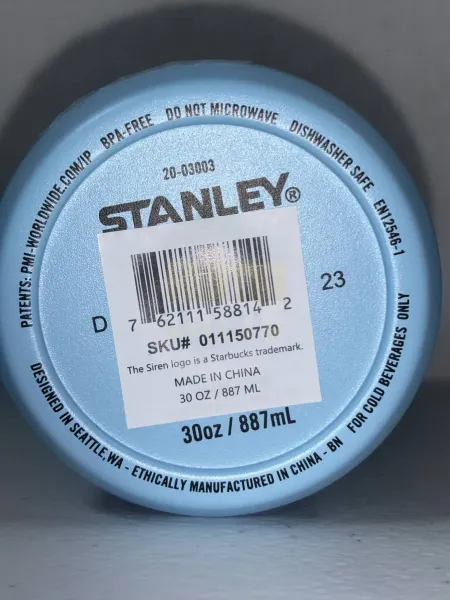 PATENTS: PMI-WORLDWIDE.COM/IP BPA-FREE DO NOT MICROWAVE DISHWASHER SAFE EN12546-1
20-03003
STANLEY®
D
23
7 62111 58814 2
SKU# 011150770
The Siren logo is a Starbucks trademark.
MADE IN CHINA
30 OZ / 887 ML
30oz / 887mL
DESIGNED IN SEATTLE, WA - ETHICALLY MANUFACTURED IN CHINA - BN FOR COLD BEVERAGES ONLY